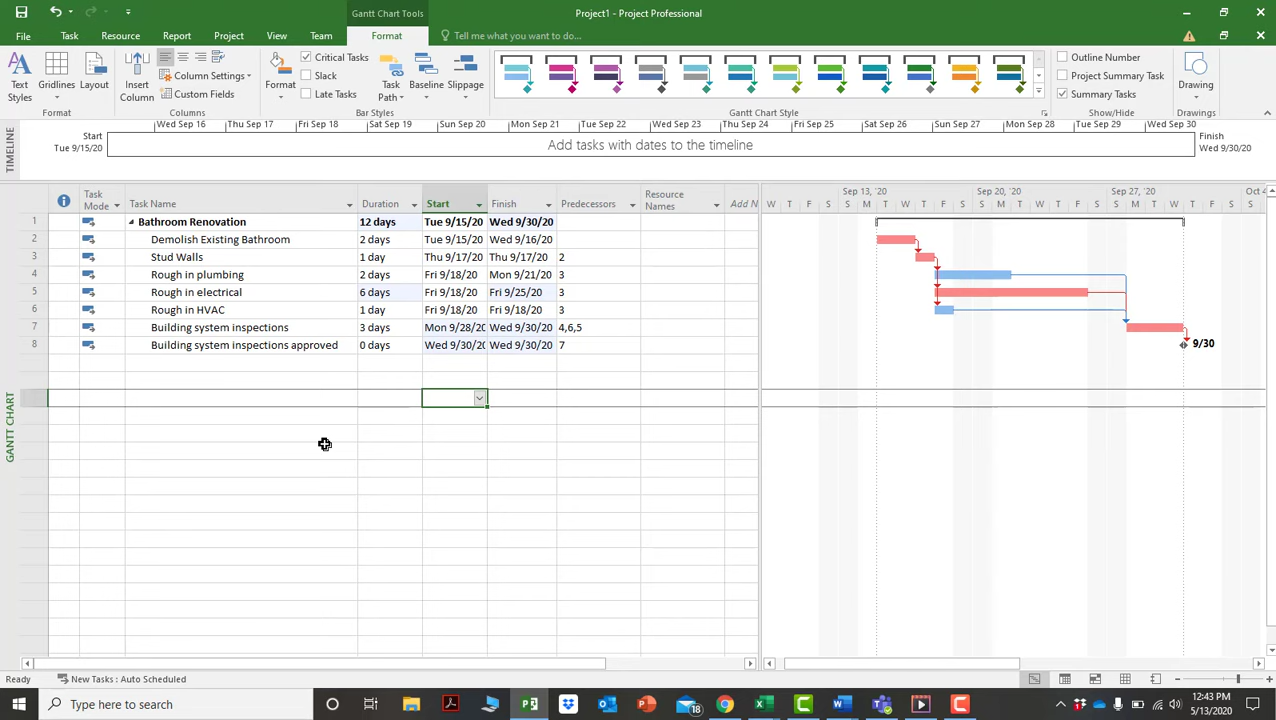 Gantt Chart Tools
Project1 - Project Professional
File Task Resource Report Project View Team Format Tell me what you want to do...
Text Styles
Gridlines
Layout
Format
Insert Column
Column Settings
Custom Fields
Columns
Format
Critical Tasks
Slack
Late Tasks
Task Path
Baseline
Slippage
Bar Styles
Gantt Chart Style
Outline Number
Project Summary Task
Summary Tasks
Show/Hide
Drawing
Drawings
TIMELINE
Start
Tue 9/15/20
Wed Sep 16 Thu Sep 17 Fri Sep 18 Sat Sep 19 Sun Sep 20 Mon Sep 21 Tue Sep 22 Wed Sep 23 Thu Sep 24 Fri Sep 25 Sat Sep 26 Sun Sep 27 Mon Sep 28 Tue Sep 29 Wed Sep 30
Add tasks with dates to the timeline
Finish
Wed 9/30/20
GANTT CHART
Task Mode Task Name Duration Start Finish Predecessors Resource Names Add N
Sep 13, '20 Sep 20, '20 Sep 27, '20 Oct 4
W T F S S M T W T F S S M T W T F S S M T W T F S S
1 Bathroom Renovation 12 days Tue 9/15/20 Wed 9/30/20
2 Demolish Existing Bathroom 2 days Tue 9/15/20 Wed 9/16/20
3 Stud Walls 1 day Thu 9/17/20 Thu 9/17/20 2
4 Rough in plumbing 2 days Fri 9/18/20 Mon 9/21/20 3
5 Rough in electrical 6 days Fri 9/18/20 Fri 9/25/20 3
6 Rough in HVAC 1 day Fri 9/18/20 Fri 9/18/20 3
7 Building system inspections 3 days Mon 9/28/20 Wed 9/30/20 4,6,5
8 Building system inspections approved 0 days Wed 9/30/20 Wed 9/30/20 7
9/30
Ready New Tasks : Auto Scheduled
Type here to search
18
12:43 PM
5/13/2020